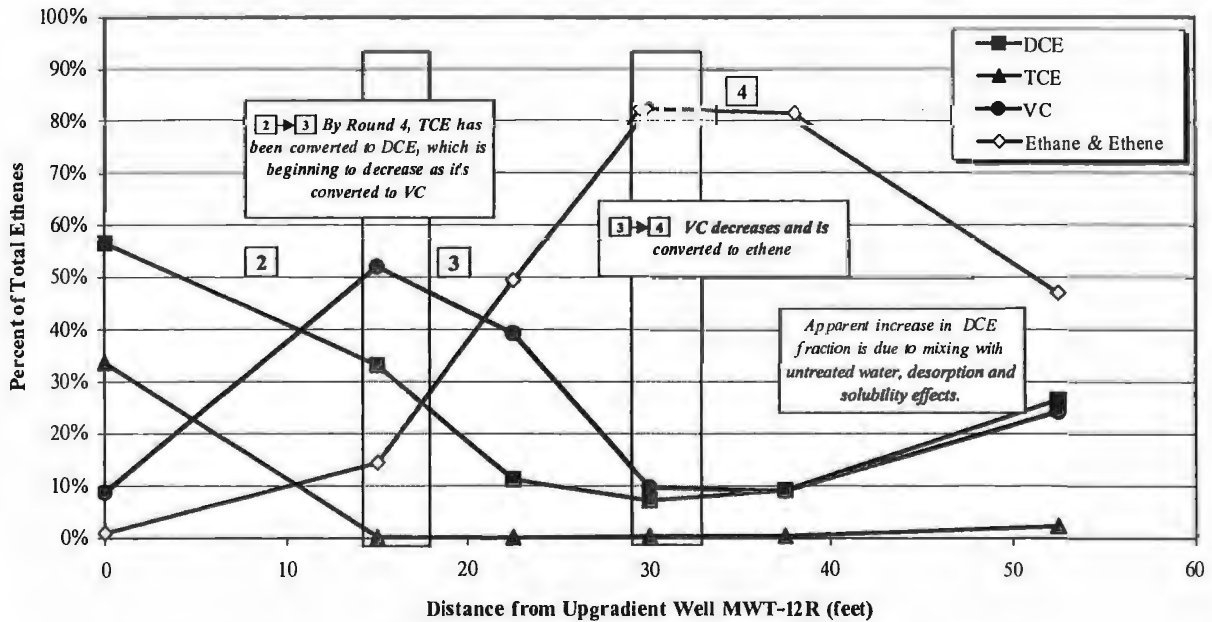 100%
90%
80%
70%
60%
50%
40%
30%
20%
10%
0%
Percent of Total Ethenes
0
10
20
30
40
50
60
Distance from Upgradient Well MWT-12R (feet)
DCE
TCE
VC
Ethane & Ethene
2 3 By Round 4, TCE has
been converted to DCE, which is
beginning to decrease as it's
converted to VC
2
3
4
3 4 VC decreases and is
converted to ethene
Apparent increase in DCE
fraction is due to mixing with
untreated water, desorption and
solubility effects.